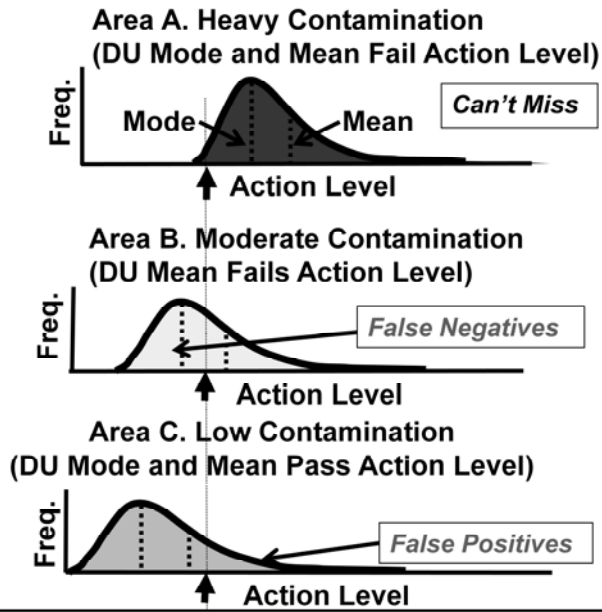 Area A. Heavy Contamination
(DU Mode and Mean Fail Action Level)
Freq.
Can't Miss
Mode
Mean
Action Level
Area B. Moderate Contamination
(DU Mean Fails Action Level)
Freq.
False Negatives
Action Level
Area C. Low Contamination
(DU Mode and Mean Pass Action Level)
Freq.
False Positives
Action Level